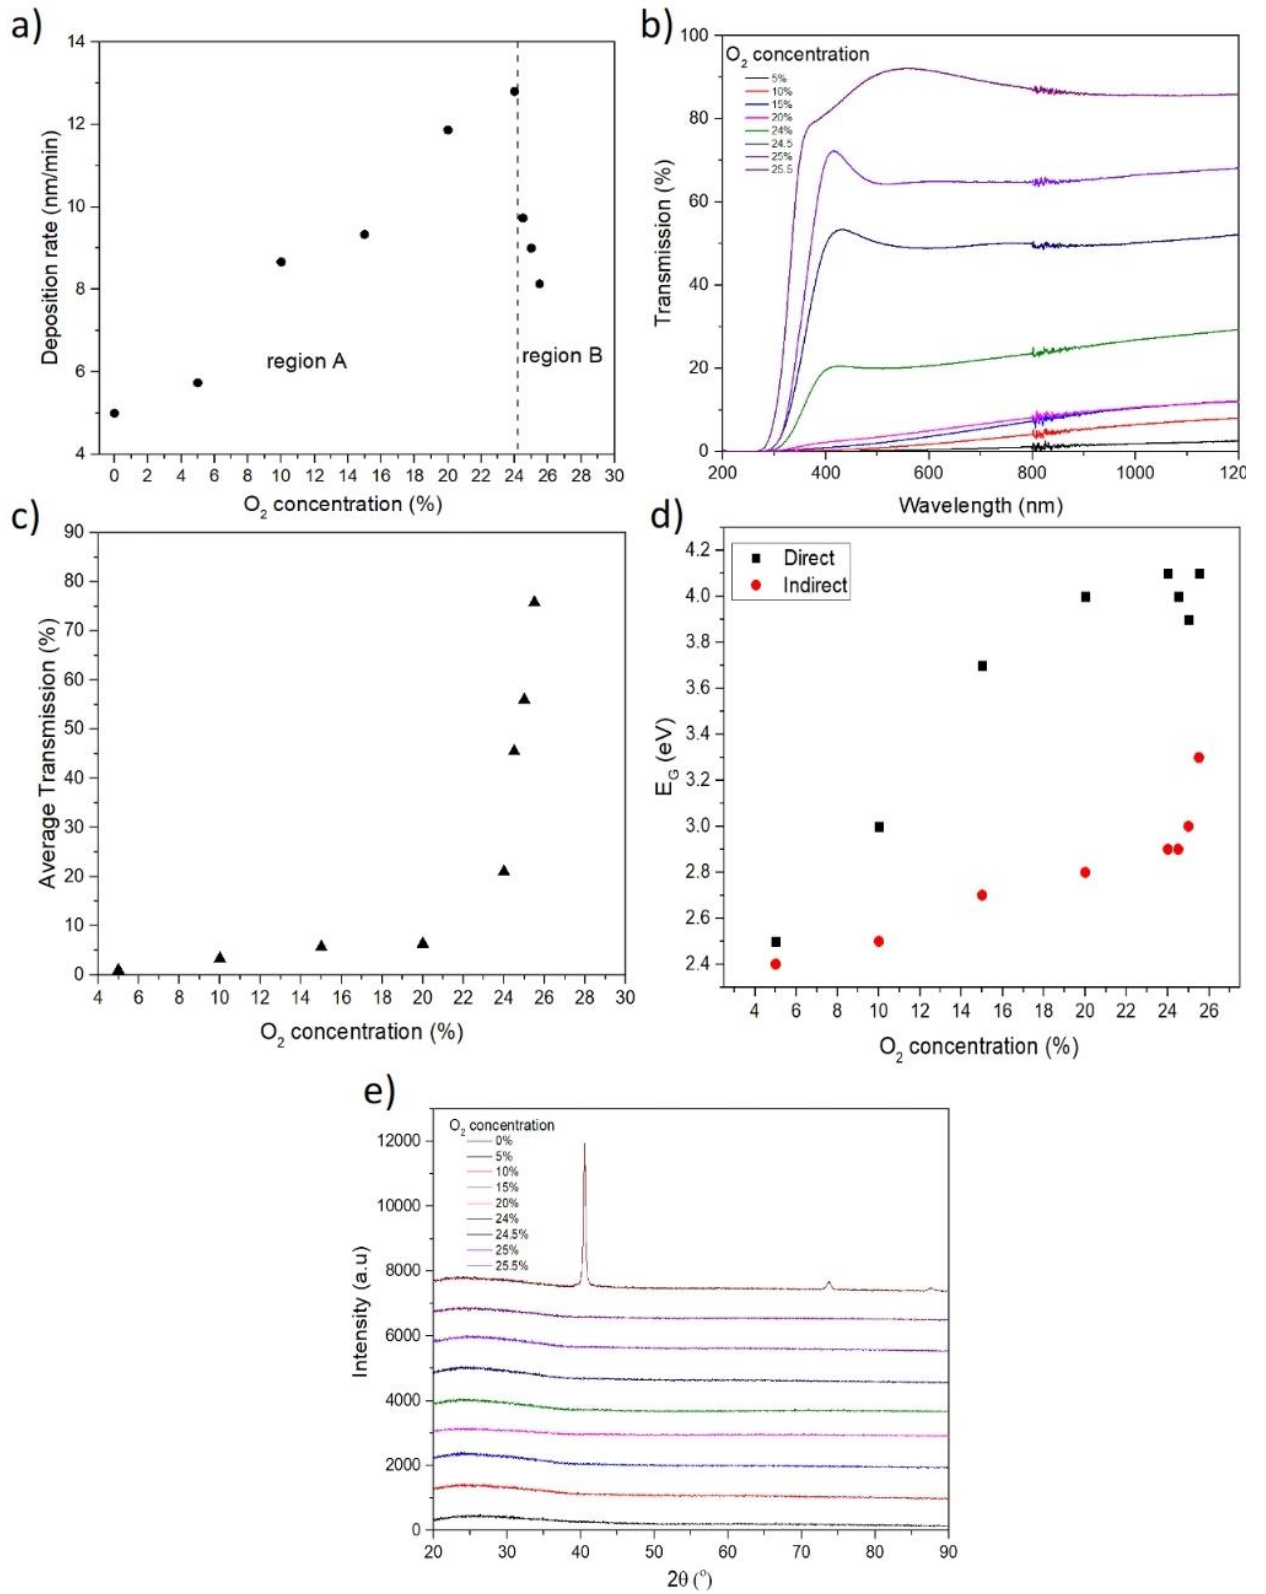 a)
14
12
10
8
6
4
Deposition rate (nm/min)
region A
region B
0 2 4 6 8 10 12 14 16 18 20 22 24 26 28 30
O2 concentration (%)
b)
100
80
60
40
20
0
Transmission (%)
O2 concentration
5%
10%
15%
20%
24%
24.5
25%
25.5
200 400 600 800 1000 120
Wavelength (nm)
c)
90
80
70
60
50
40
30
20
10
0
Average Transmission (%)
4 6 8 10 12 14 16 18 20 22 24 26 28 30
O2 concentration (%)
d)
4.2
4.0
3.8
3.6
3.4
3.2
3.0
2.8
2.6
2.4
EG (eV)
Direct
Indirect
4 6 8 10 12 14 16 18 20 22 24 26
O2 concentration (%)
e)
12000
10000
8000
6000
4000
2000
0
Intensity (a.u)
O2 concentration
0%
5%
10%
15%
20%
24%
24.5%
25%
25.5%
20 30 40 50 60 70 80 90
2θ (°)